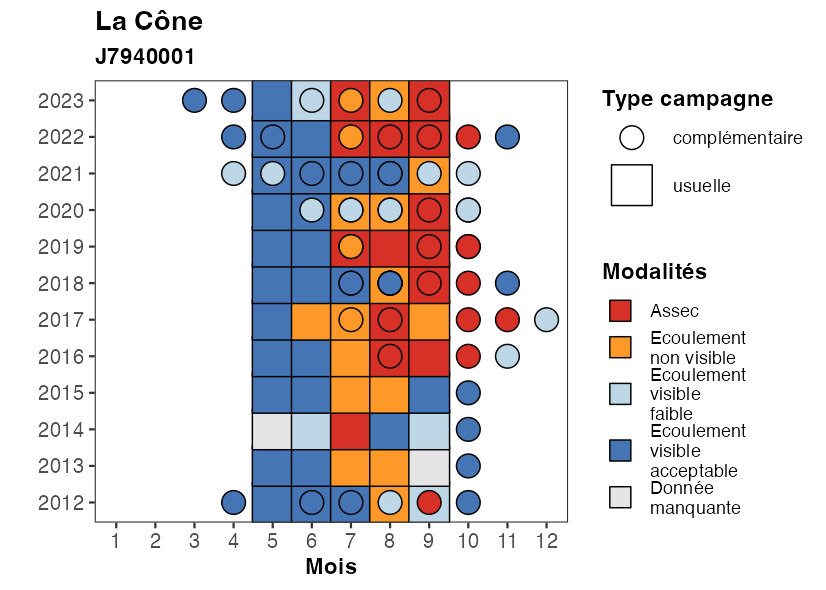 La Cône
J7940001
2023
2022
2021
2020
2019
2018
2017
2016
2015
2014
2013
2012
1 2 3 4 5 6 7 8 9 10 11 12
Mois
Type campagne
complémentaire
usuelle
Modalités
Assec
Ecoulement
non visible
Ecoulement
visible
faible
Ecoulement
visible
acceptable
Donnée
manquante